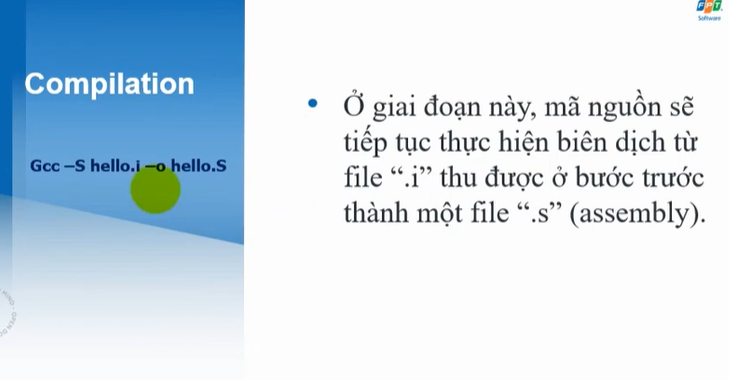 FPT
Software
Compilation
Gcc –S hello.i –o hello.S
• Ở giai đoạn này, mã nguồn sẽ
tiếp tục thực hiện biên dịch từ
file “.i” thu được ở bước trước
thành một file “.s” (assembly).